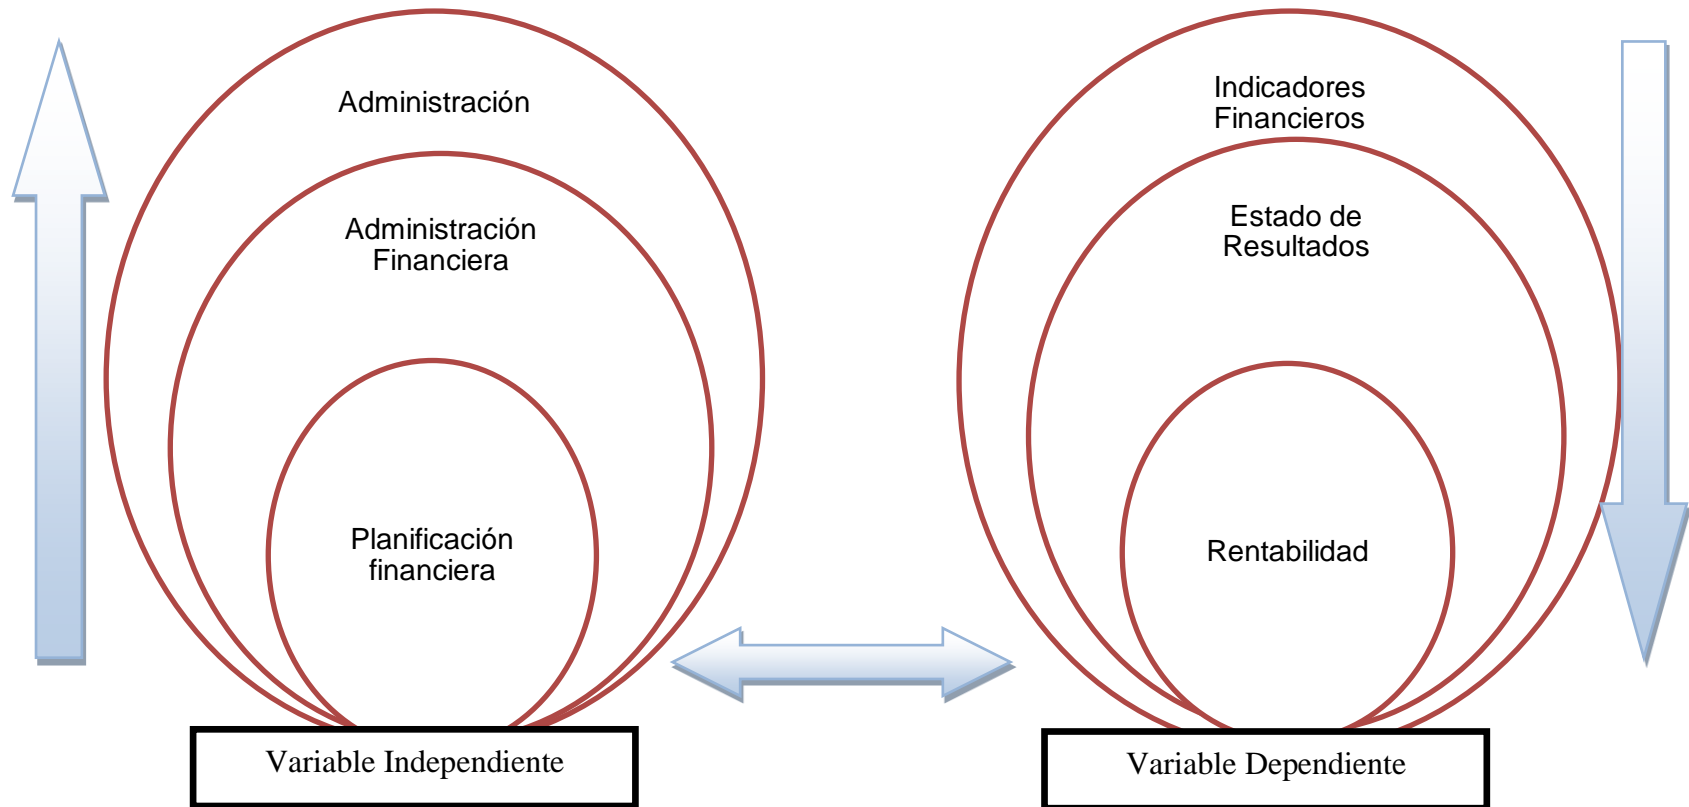 Administración
Administración
Financiera
Planificación
financiera
Variable Independiente
Indicadores
Financieros
Estado de
Resultados
Rentabilidad
Variable Dependiente